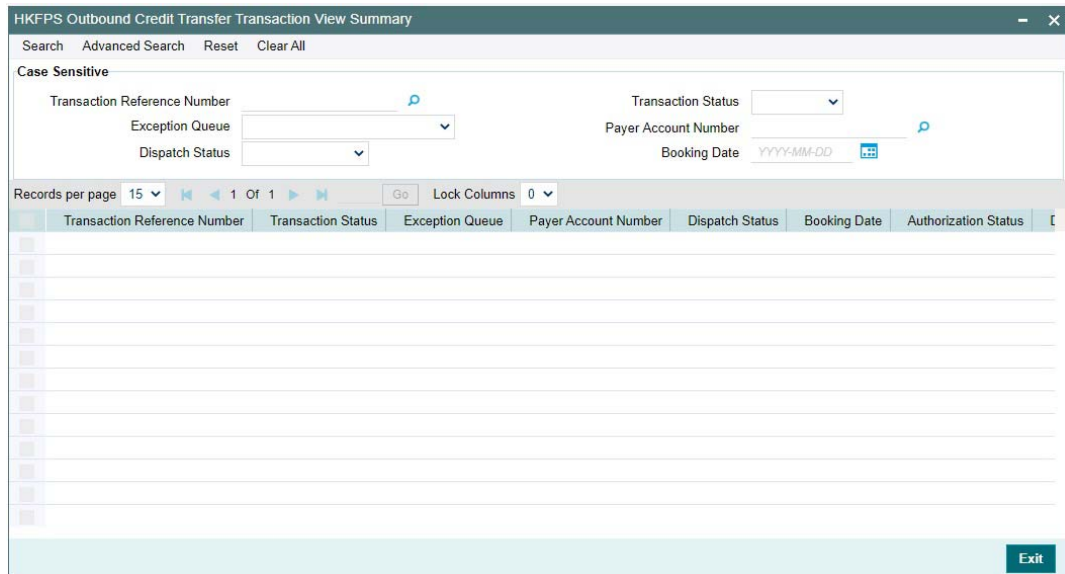 HKFPS Outbound Credit Transfer Transaction View Summary
Search Advanced Search Reset Clear All
Case Sensitive
Transaction Reference Number Transaction Status
Exception Queue Payer Account Number
Dispatch Status Booking Date YYYY-MM-DD
Records per page 15 1 Of 1 Go Lock Columns 0
Transaction Reference Number Transaction Status Exception Queue Payer Account Number Dispatch Status Booking Date Authorization Status
Exit